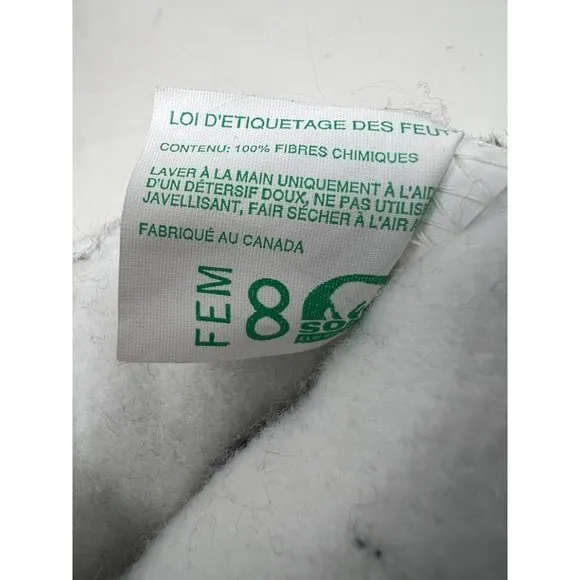 LOI D'ETIQUETAGE DES
CONTENU: 100% FIBRES CHIMIQUES
LAVER À LA MAIN UNIQUEMENT À
D'UN DÉTERSIF DOUX, NE PAS
JAVELLISANT, FAIR SÉCHER À L'AIR
FABRIQUÉ AU CANADA
FEM
8